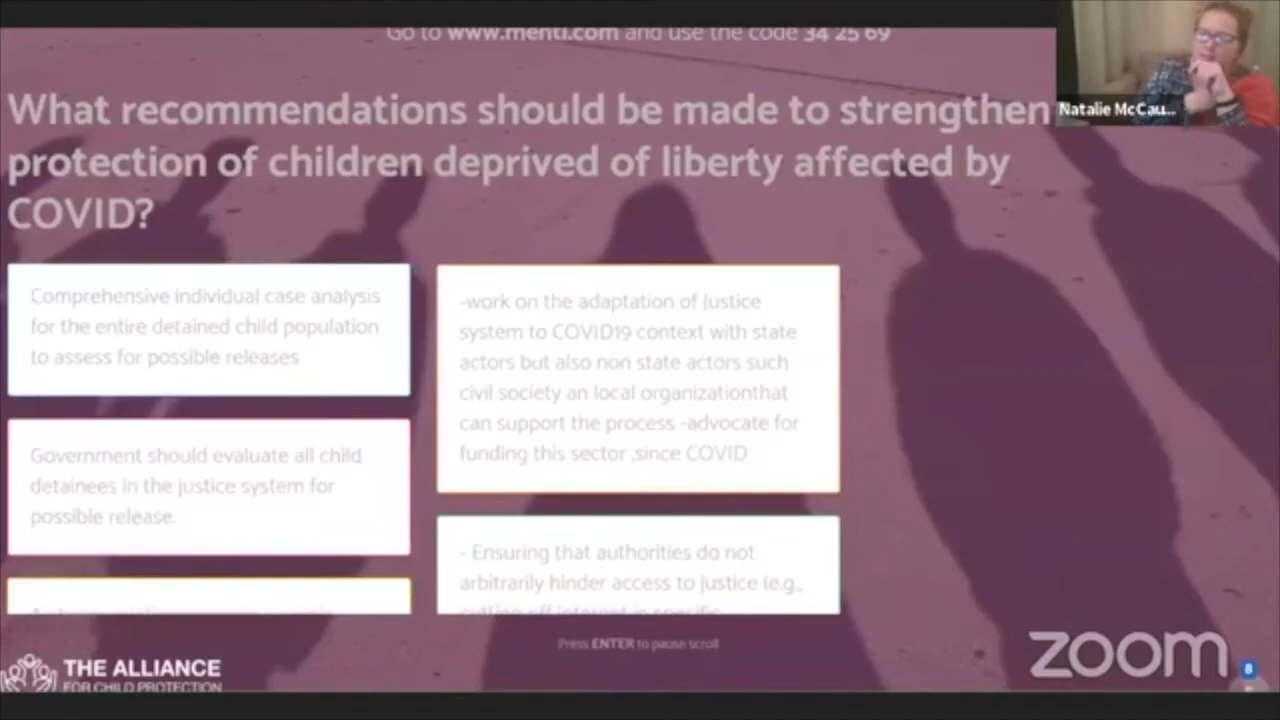 Go to www.menti.com and use the code 34 25 69
What recommendations should be made to strengthen
protection of children deprived of liberty affected by
COVID?
Natalie McCau...
Comprehensive individual case analysis
for the entire detained child population
to assess for possible releases
Government should evaluate all child
detainees in the justice system for
possible release.
-work on the adaptation of Justice
system to COVID19 context with state
actors but also non state actors such
civil society an local organizationthat
can support the process -advocate for
funding this sector ,since COVID
- Ensuring that authorities do not
arbitrarily hinder access to justice (e.g.,
cutting off internet in specific
Press ENTER to pause scroll
THE ALLIANCE
FOR CHILD PROTECTION
zoom
8